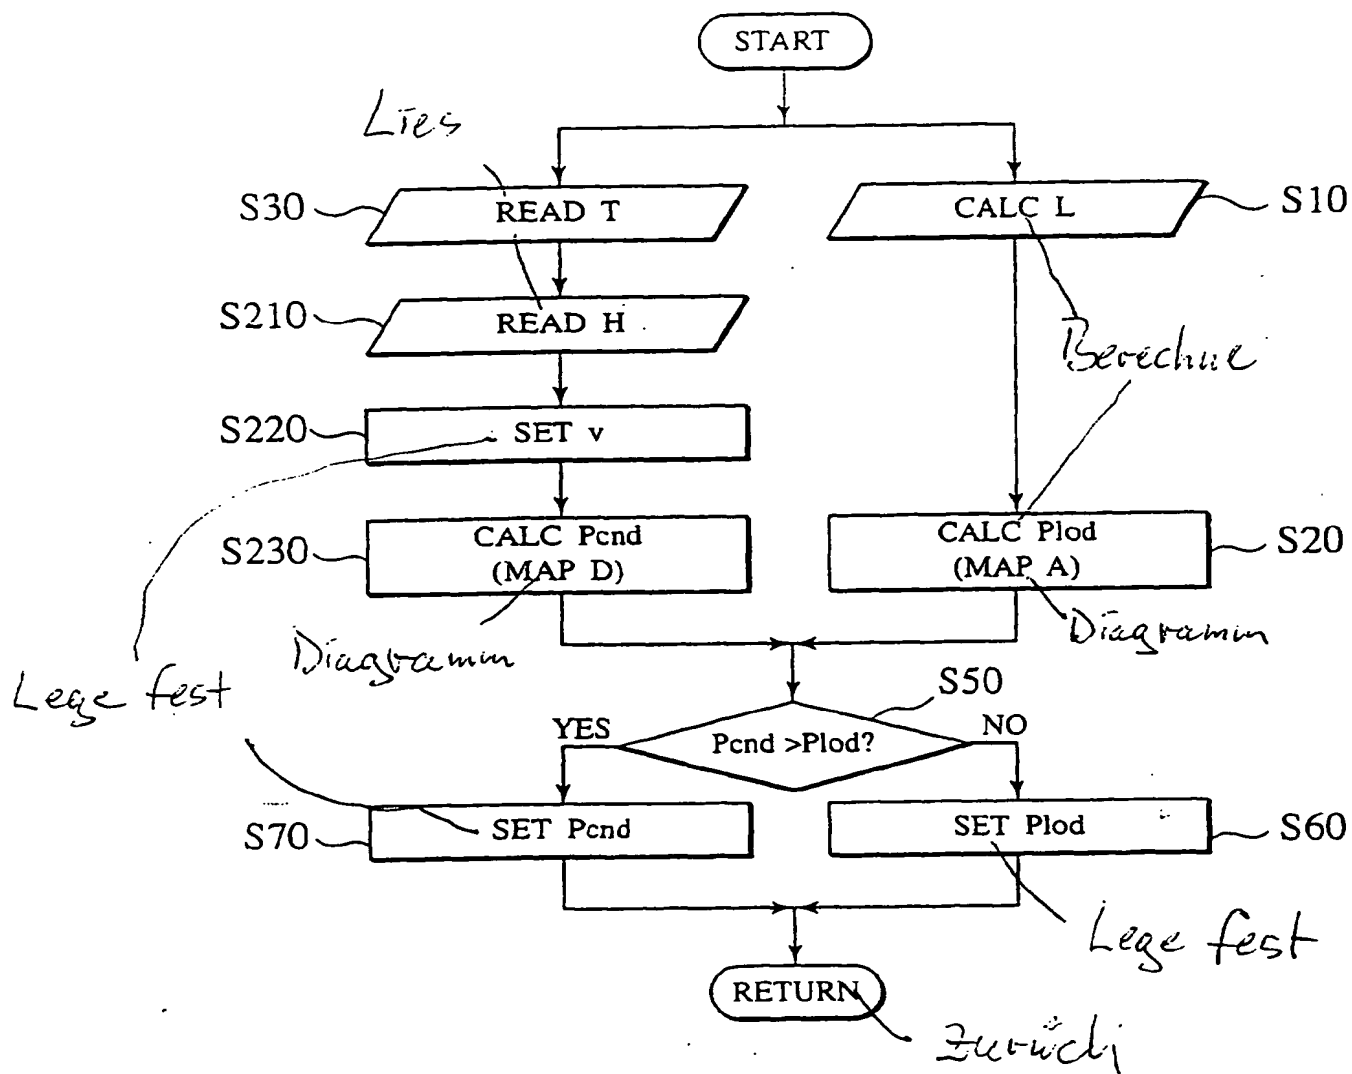 START
Lies
S30
READ T
CALC L
S10
S210
READ H
Berechne
S220
SET v
S230
CALC Pcnd
(MAP D)
CALC Plod
(MAP A)
S20
Diagramm
Diagramm
Lege fest
S50
YES
Pcnd >Plod?
NO
S70
SET Pcnd
SET Plod
S60
Lege fest
RETURN
Zurück